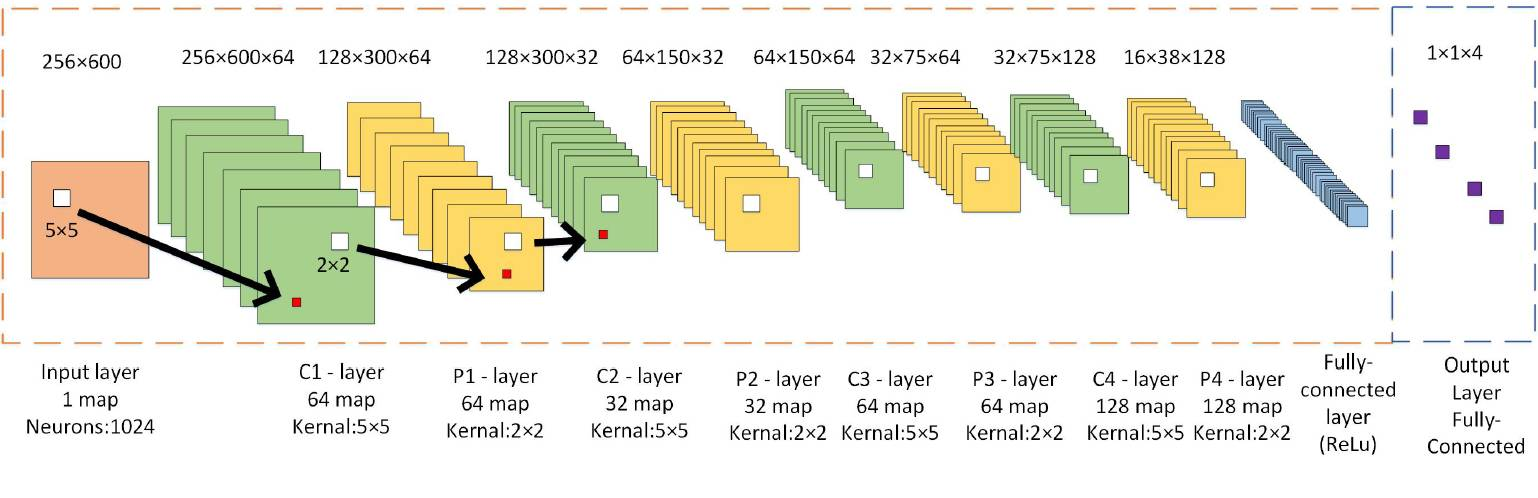 256×600
256×600×64
128×300×64
128×300×32
64×150×32
64×150×64
32×75×64
32×75×128
16×38×128
1×1×4
5×5
2×2
Input layer
1 map
Neurons:1024
C1 - layer
64 map
Kernal:5×5
P1 - layer
64 map
Kernal:2×2
C2 - layer
32 map
Kernal:5×5
P2 - layer
32 map
Kernal:2×2
C3 - layer
64 map
Kernal:5×5
P3 - layer
64 map
Kernal:2×2
C4 - layer
128 map
Kernal:5×5
P4 - layer
128 map
Kernal:2×2
Fully-
connected
layer
(ReLu)
Output
Layer
Fully-
Connected